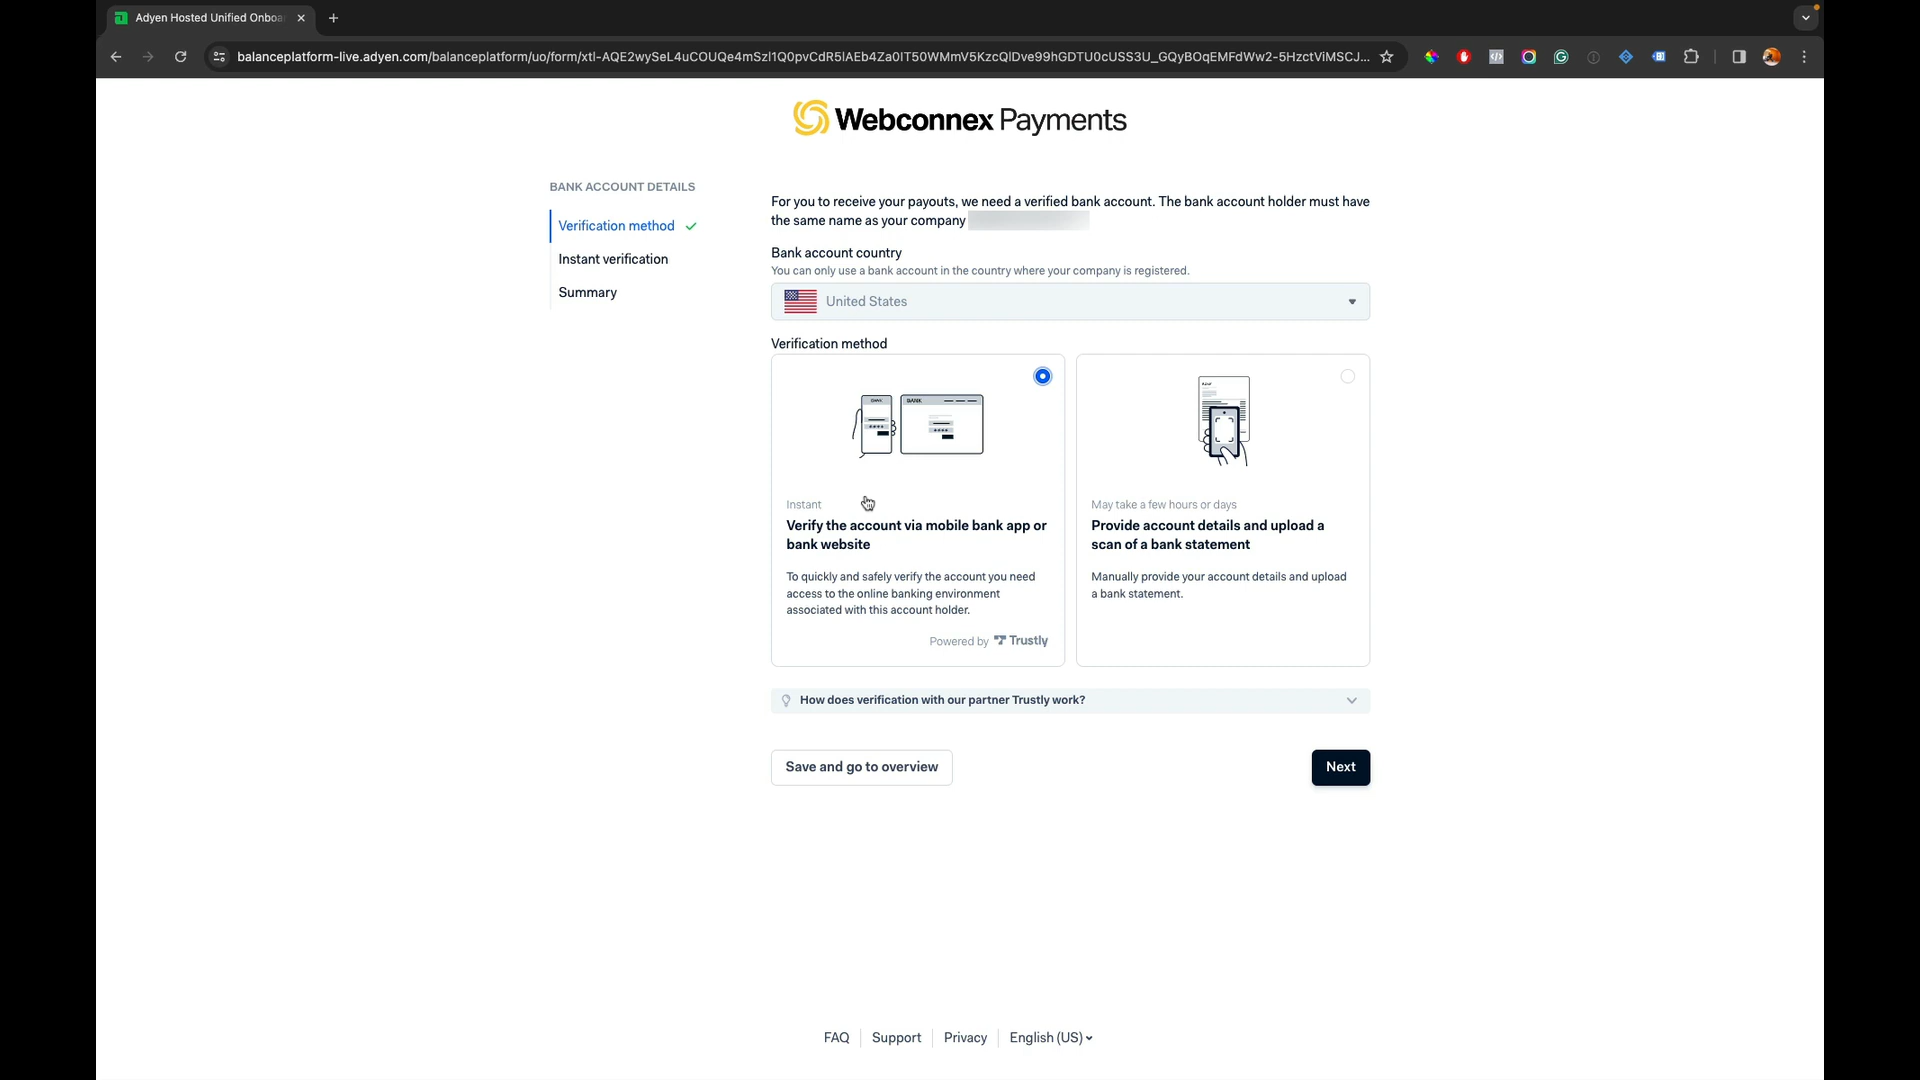 Adyen Hosted Unified Onboa
balanceplatform-live.adyen.com/balanceplatform/uo/form/xtl-AQE2wySeL4uCOUQe4mSzl1Q0pvCdR5lAEb4Za0IT50WMmV5KzcQlDve99hGDTU0cUSS3U_GQyBOqEMFdWw2-5HzctViMSCJ...
Webconnex Payments
BANK ACCOUNT DETAILS
Verification method
Instant verification
Summary
For you to receive your payouts, we need a verified bank account. The bank account holder must have
the same name as your company
Bank account country
You can only use a bank account in the country where your company is registered.
United States
Verification method
BANK
BANK
Instant
Verify the account via mobile bank app or
bank website
To quickly and safely verify the account you need
access to the online banking environment
associated with this account holder.
Powered by Trustly
May take a few hours or days
Provide account details and upload a
scan of a bank statement
Manually provide your account details and upload
a bank statement.
How does verification with our partner Trustly work?
Save and go to overview
Next
FAQ
Support
Privacy
English (US)